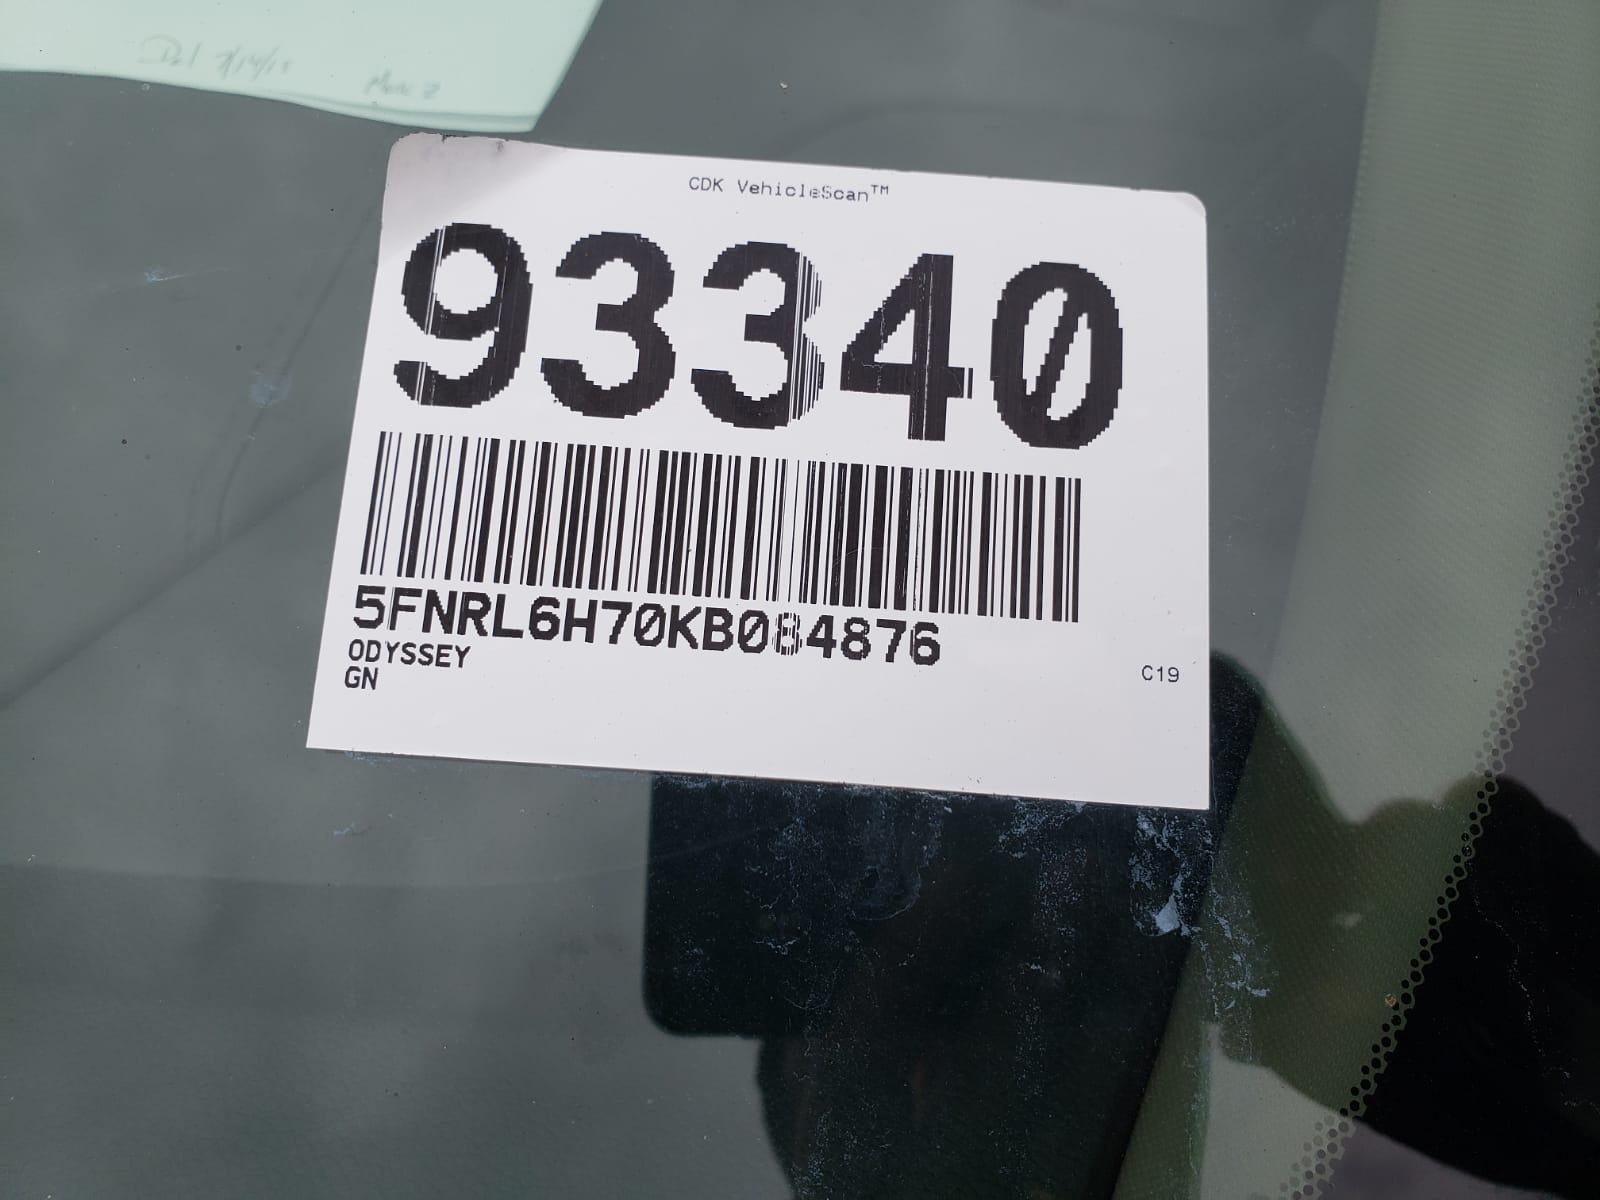 CDK VehicleScan™
93340
5FNRL6H70KB084876
ODYSSEY
GN
C19